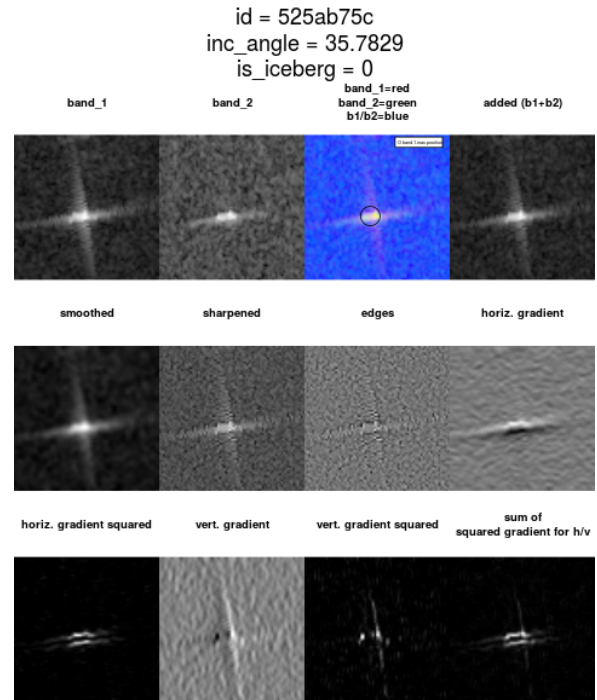 id = 525ab75c
inc_angle = 35.7829
is_iceberg = 0
band_1
band_2
band_1=red
band_2=green
b1/b2=blue
added (b1+b2)
smoothed
sharpened
edges
horiz. gradient
horiz. gradient squared
vert. gradient
vert. gradient squared
sum of
squared gradient for h/v